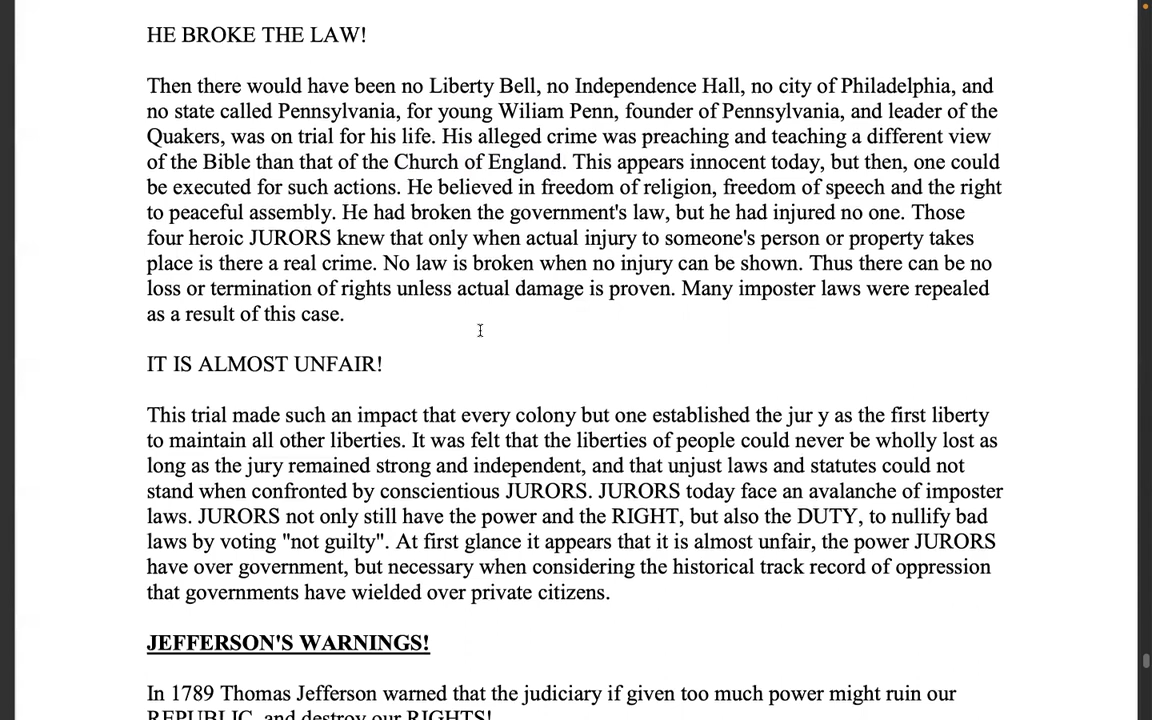 HE BROKE THE LAW!
Then there would have been no Liberty Bell, no Independence Hall, no city of Philadelphia, and
no state called Pennsylvania, for young Wiliam Penn, founder of Pennsylvania, and leader of the
Quakers, was on trial for his life. His alleged crime was preaching and teaching a different view
of the Bible than that of the Church of England. This appears innocent today, but then, one could
be executed for such actions. He believed in freedom of religion, freedom of speech and the right
to peaceful assembly. He had broken the government's law, but he had injured no one. Those
four heroic JURORS knew that only when actual injury to someone's person or property takes
place is there a real crime. No law is broken when no injury can be shown. Thus there can be no
loss or termination of rights unless actual damage is proven. Many imposter laws were repealed
as a result of this case.
IT IS ALMOST UNFAIR!
This trial made such an impact that every colony but one established the jur y as the first liberty
to maintain all other liberties. It was felt that the liberties of people could never be wholly lost as
long as the jury remained strong and independent, and that unjust laws and statutes could not
stand when confronted by conscientious JURORS. JURORS today face an avalanche of imposter
laws. JURORS not only still have the power and the RIGHT, but also the DUTY, to nullify bad
laws by voting "not guilty". At first glance it appears that it is almost unfair, the power JURORS
have over government, but necessary when considering the historical track record of oppression
that governments have wielded over private citizens.
JEFFERSON'S WARNINGS!
In 1789 Thomas Jefferson warned that the judiciary if given too much power might ruin our
REPUBLIC, and destroy our RIGHTS!